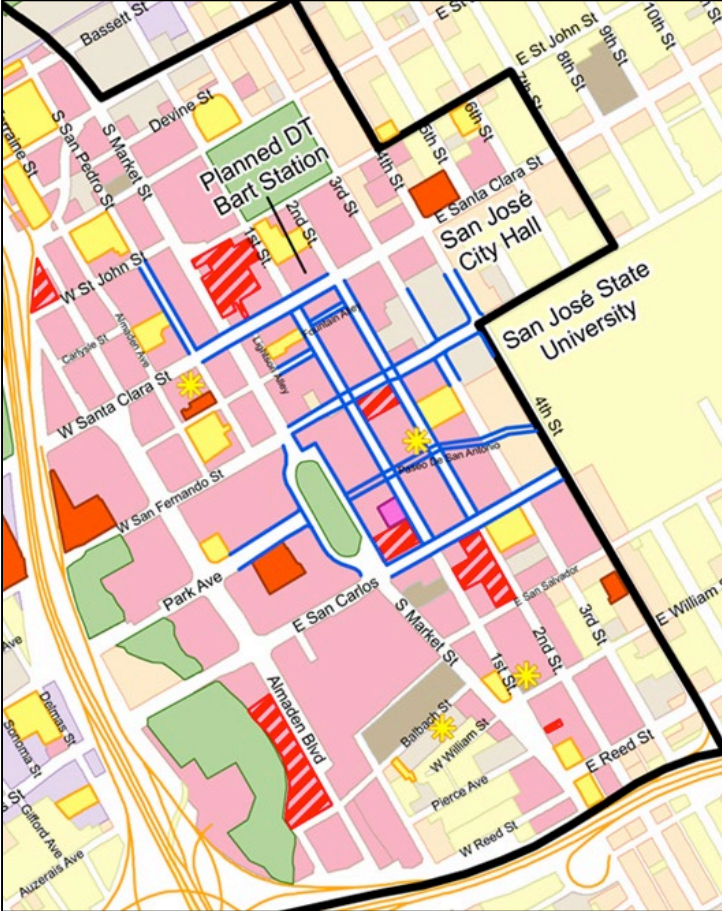 Bassett St
E St
E St John St
10th St
9th St
8th St
7th St
Devine St
S Market St
S San Pedro St
6th St
5th St
4th St
Planned DT
Bart Station
3rd St
2nd St.
1st St.
E Santa Clara St
San José
City Hall
W St John St
San José State
University
Almaden Ave
Carlysle St
Fountain Alley
Lightson Alley
W Santa Clara St
4th St
Paseo De San Antonio
W San Fernando St
Park Ave
E San Carlos
E San Salvador
S Market St
3rd St
2nd St.
1st St.
E William
Ave
Almaden Blvd
Delmas St
Sonoma St
Balbach St
W William St
E Reed St
Pierce Ave
S Gifford Ave
W Reed St
Auzerais Ave